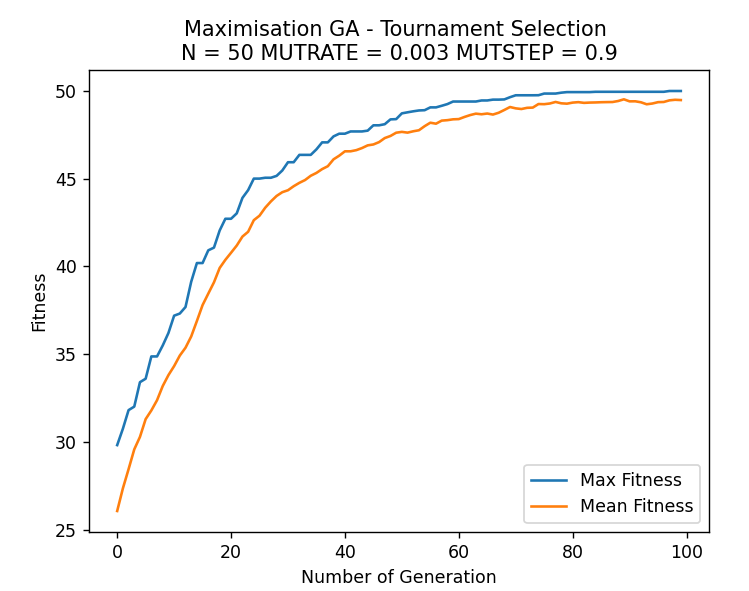 Maximisation GA - Tournament Selection
N = 50 MUTRATE = 0.003 MUTSTEP = 0.9
Fitness
50
45
40
35
30
25
0 20 40 60 80 100
Number of Generation
Max Fitness
Mean Fitness